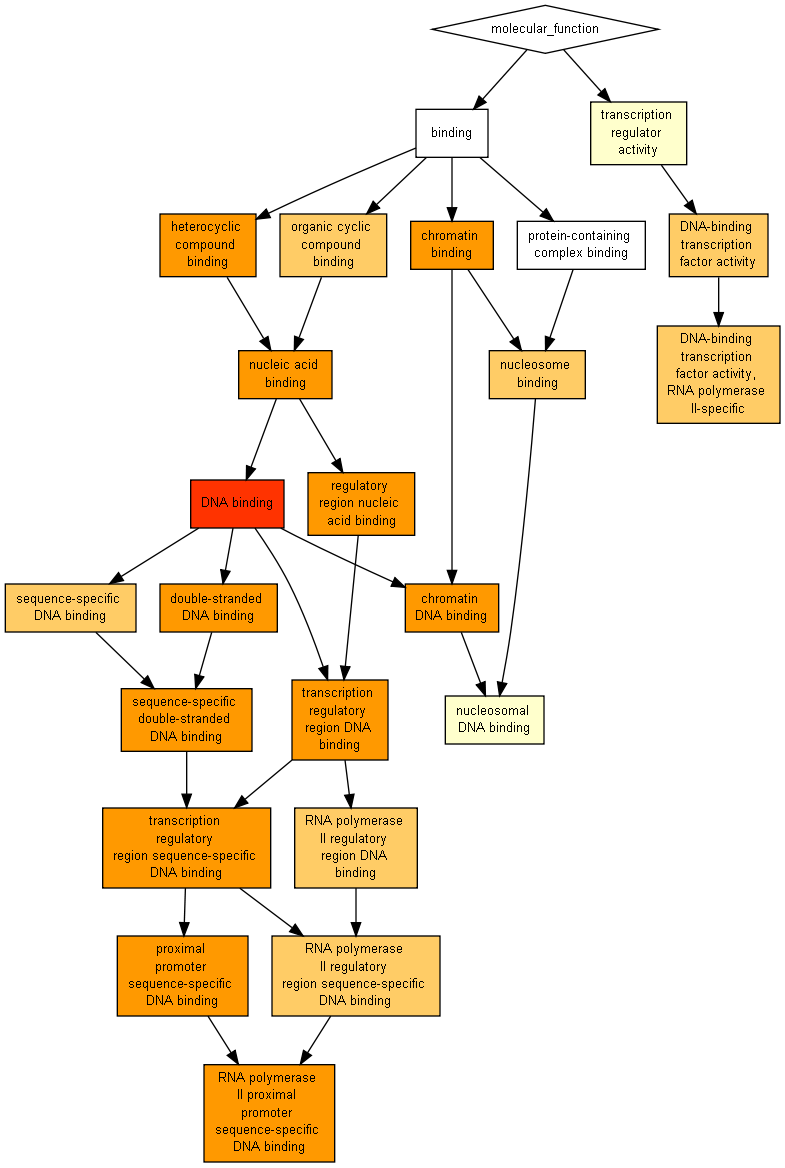 molecular_function
binding
transcription
regulator
activity
heterocyclic
compound
binding
organic cyclic
compound
binding
chromatin
binding
protein-containing
complex binding
DNA-binding
transcription
factor activity
nucleic acid
binding
nucleosome
binding
DNA-binding
transcription
factor activity,
RNA polymerase
II-specific
DNA binding
regulatory
region nucleic
acid binding
sequence-specific
DNA binding
double-stranded
DNA binding
chromatin
DNA binding
sequence-specific
double-stranded
DNA binding
transcription
regulatory
region DNA
binding
nucleosomal
DNA binding
transcription
regulatory
region sequence-specific
DNA binding
RNA polymerase
II regulatory
region DNA
binding
proximal
promoter
sequence-specific
DNA binding
RNA polymerase
II regulatory
region sequence-specific
DNA binding
RNA polymerase
II proximal
promoter
sequence-specific
DNA binding